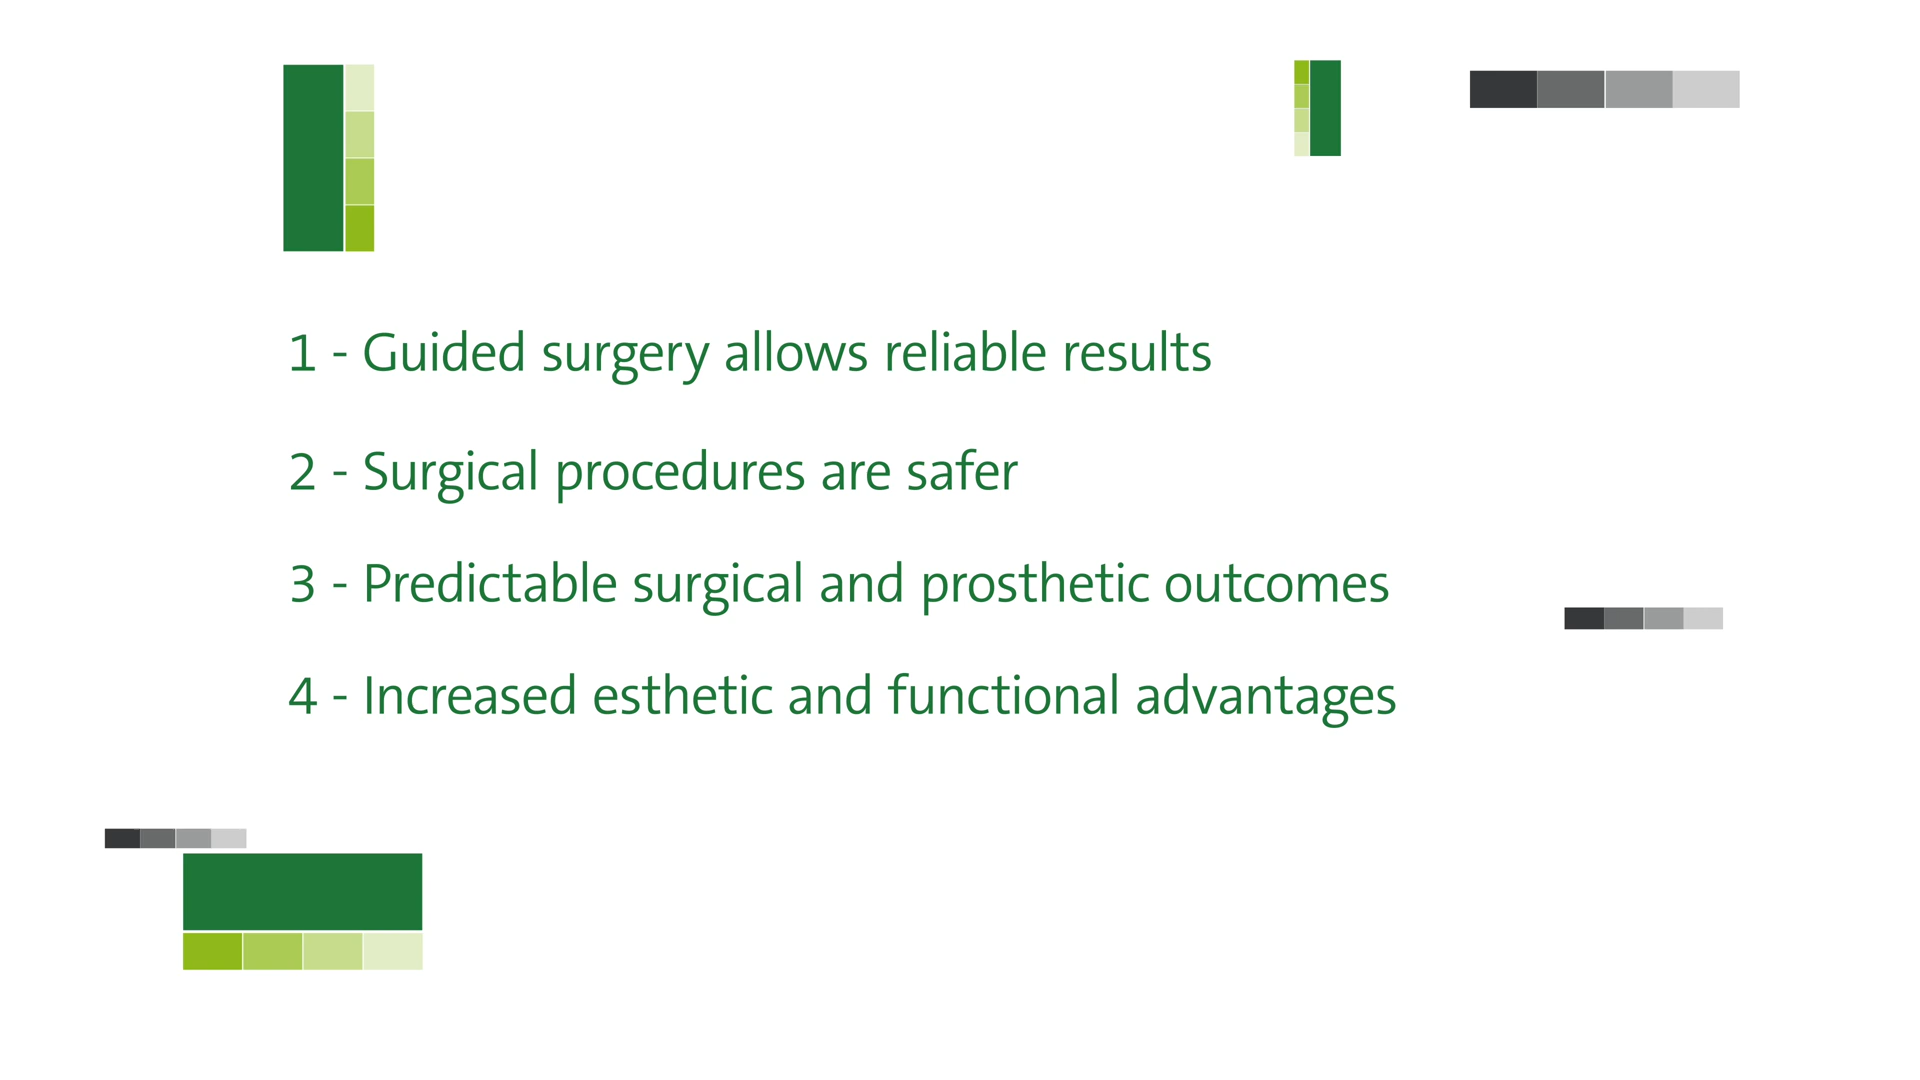 1 - Guided surgery allows reliable results
2 - Surgical procedures are safer
3 - Predictable surgical and prosthetic outcomes
4 - Increased esthetic and functional advantages